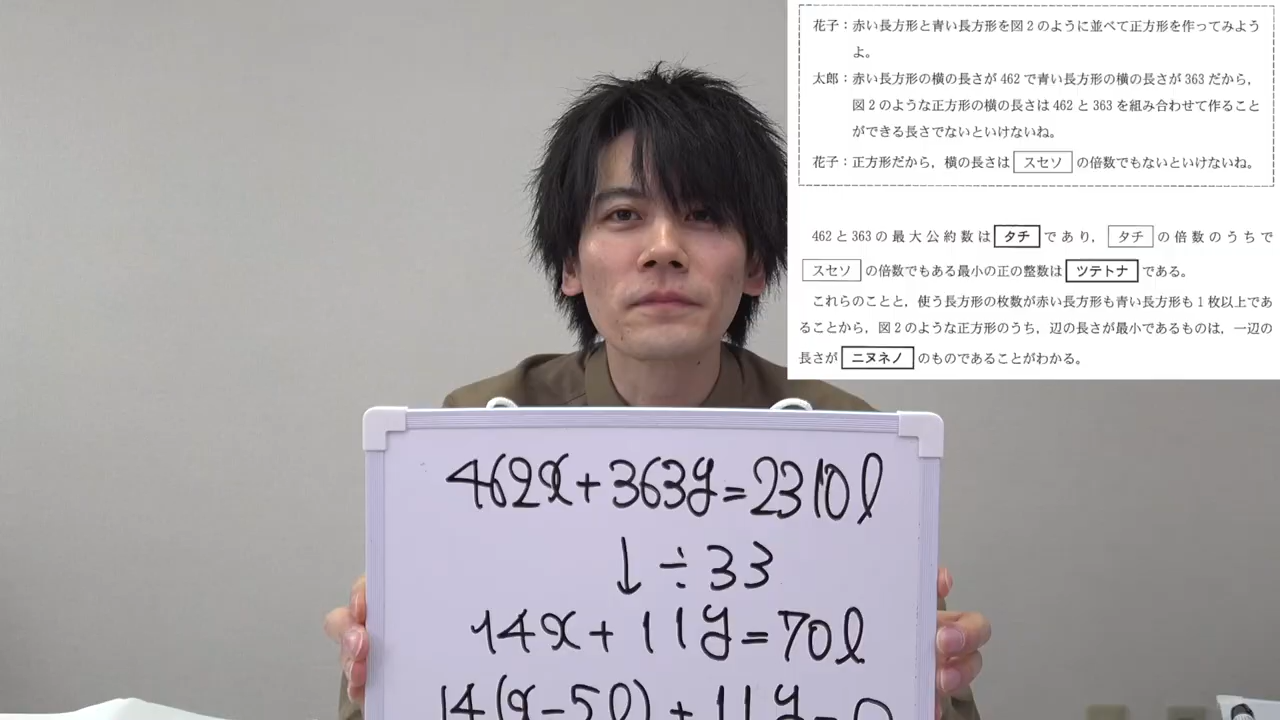 花子：赤い長方形と青い長方形を図2のように並べて正方形を作ってみよう
よ。
太郎：赤い長方形の横の長さが462で青い長方形の横の長さが363だから，
図2のような正方形の横の長さは462と363を組み合わせて作ること
ができる長さでないといけないね。
花子：正方形だから，横の長さは スセソ の倍数でもないといけないね。
462と363の最大公約数は タチ であり， タチ の倍数のうちで
スセソ の倍数でもある最小の正の整数は ツテトナ である。
これらのことと，使う長方形の枚数が赤い長方形も青い長方形も1枚以上であ
ることから，図2のような正方形のうち，辺の長さが最小であるものは，一辺の
長さが ニヌネノ のものであることがわかる。
462x+363y=2310l
↓÷33
14x+11y=70l
14(x-5l)+11y=0